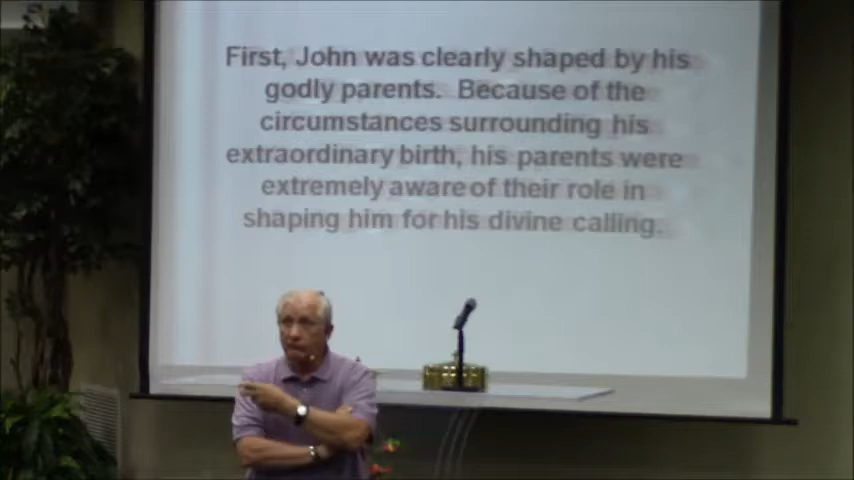 First, John was clearly shaped by his
godly parents.  Because of the
circumstances surrounding his
extraordinary birth, his parents were
extremely aware of their role in
shaping him for his divine calling.